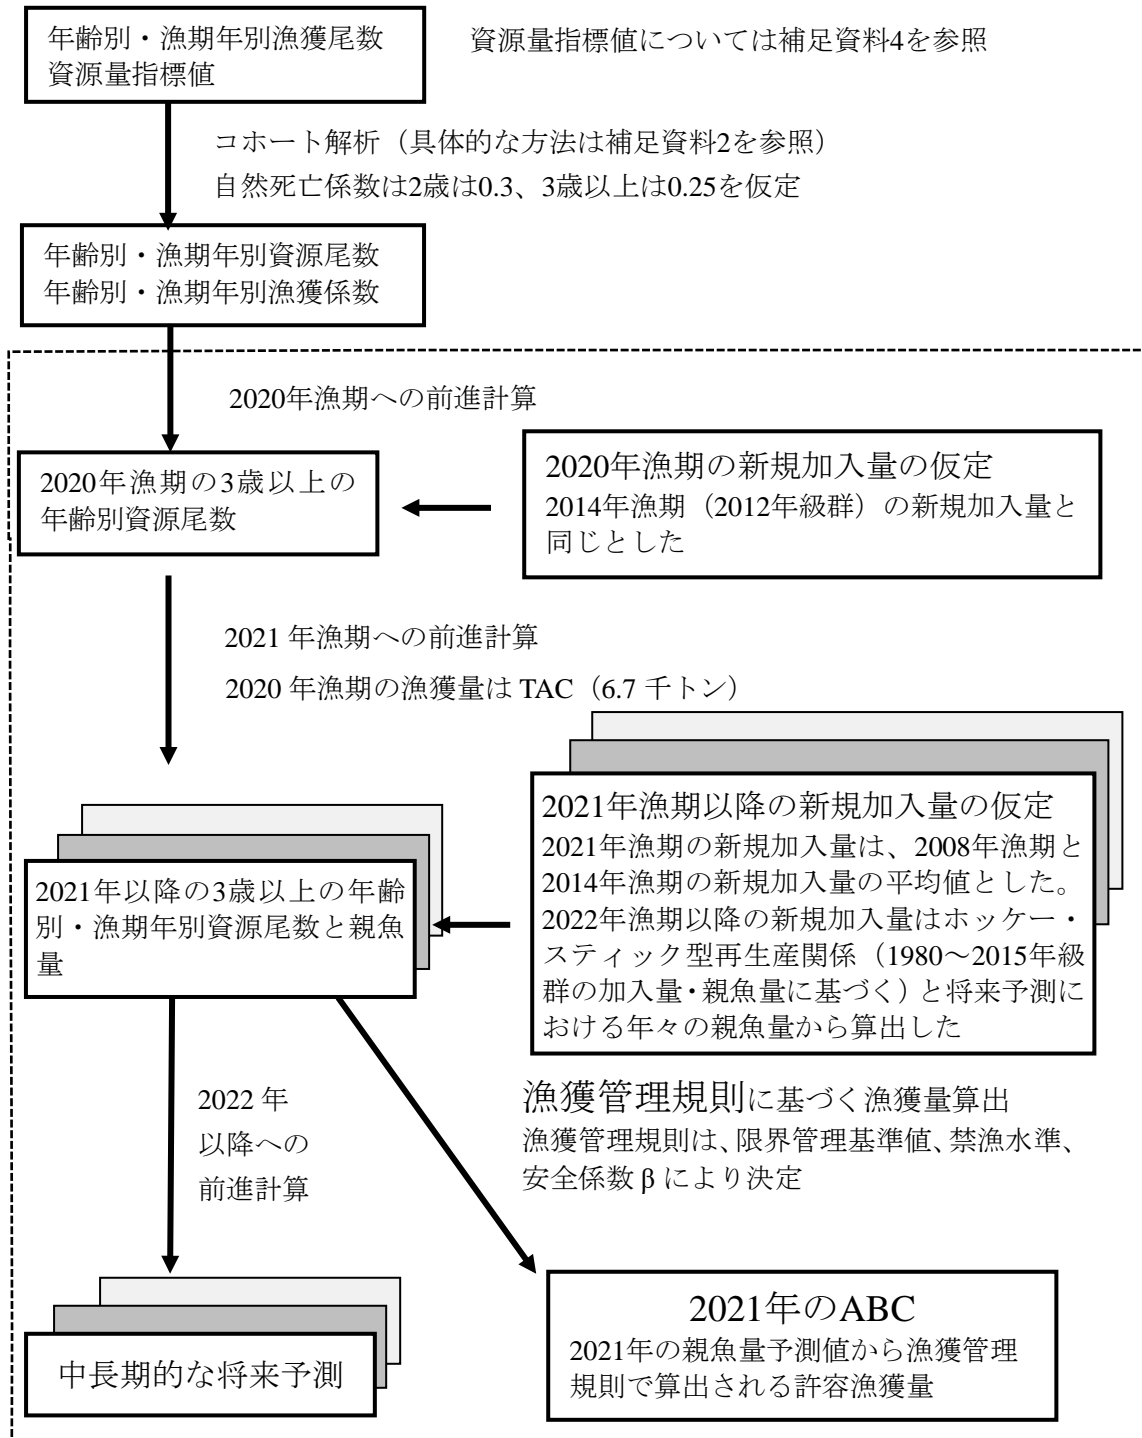 年齢別・漁期年別漁獲尾数
資源量指標値
資源量指標値については補足資料4を参照
コホート解析（具体的な方法は補足資料2を参照）
自然死亡係数は2歳は0.3、3歳以上は0.25を仮定
年齢別・漁期年別資源尾数
年齢別・漁期年別漁獲係数
2020年漁期への前進計算
2020年漁期の3歳以上の
年齢別資源尾数
2020年漁期の新規加入量の仮定
2014年漁期（2012年級群）の新規加入量と
同じとした
2021 年漁期への前進計算
2020 年漁期の漁獲量は TAC（6.7 千トン）
2021年漁期以降の新規加入量の仮定
2021年漁期の新規加入量は、2008年漁期と
2014年漁期の新規加入量の平均値とした。
2022年漁期以降の新規加入量はホッケー・
スティック型再生産関係（1980～2015年級
群の加入量・親魚量に基づく）と将来予測に
おける年々の親魚量から算出した
2021年以降の3歳以上の年齢
別・漁期年別資源尾数と親魚
量
2022 年
以降への
前進計算
漁獲管理規則に基づく漁獲量算出
漁獲管理規則は、限界管理基準値、禁漁水準、
安全係数 β により決定
中長期的な将来予測
2021年のABC
2021年の親魚量予測値から漁獲管理
規則で算出される許容漁獲量